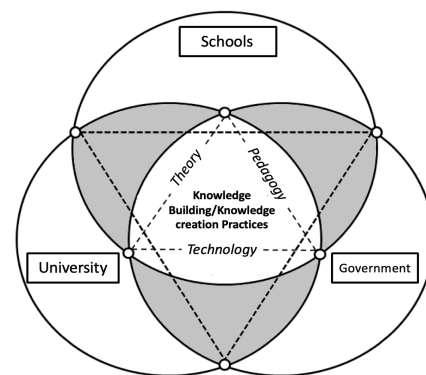 Schools
Theory
Pedagogy
Knowledge
Building/Knowledge
creation Practices
Technology
University
Government